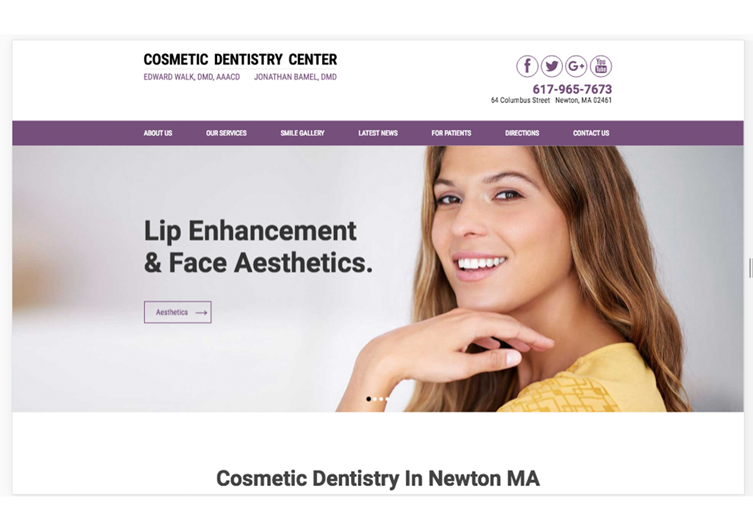 COSMETIC DENTISTRY CENTER
EDWARD WALK, DMD, AAACD JONATHAN BAMEL, DMD
f G+ You Tube
617-965-7673
64 Columbus Street Newton, MA 02461
ABOUT US OUR SERVICES SMILE GALLERY LATEST NEWS FOR PATIENTS DIRECTIONS CONTACT US
Lip Enhancement
& Face Aesthetics.
Aesthetics
Cosmetic Dentistry In Newton MA